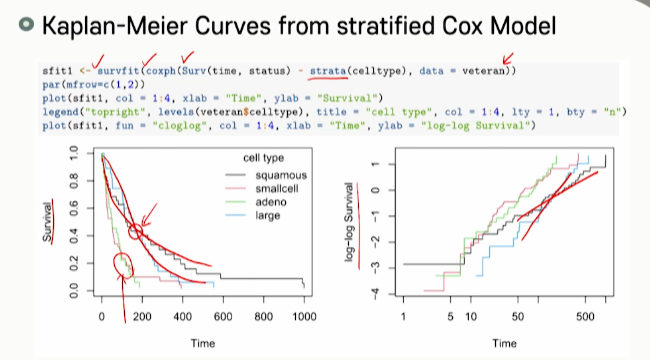 Kaplan-Meier Curves from stratified Cox Model
sfit1 <- survfit(coxph(Surv(time, status) ~ strata(celltype), data = veteran))
par(mfrow=c(1,2))
plot(sfit1, col = 1:4, xlab = "Time", ylab = "Survival")
legend("topright", levels(veteran$celltype), title = "cell type", col = 1:4, lty = 1, bty = "n")
plot(sfit1, fun = "cloglog", col = 1:4, xlab = "Time", ylab = "log-log Survival")
Survival
1.0
0.8
0.6
0.4
0.2
0.0
cell type
squamous
smallcell
adeno
large
0 200 400 600 800 1000
Time
log-log Survival
1
0
-1
-2
-3
-4
1 5 10 50 500
Time